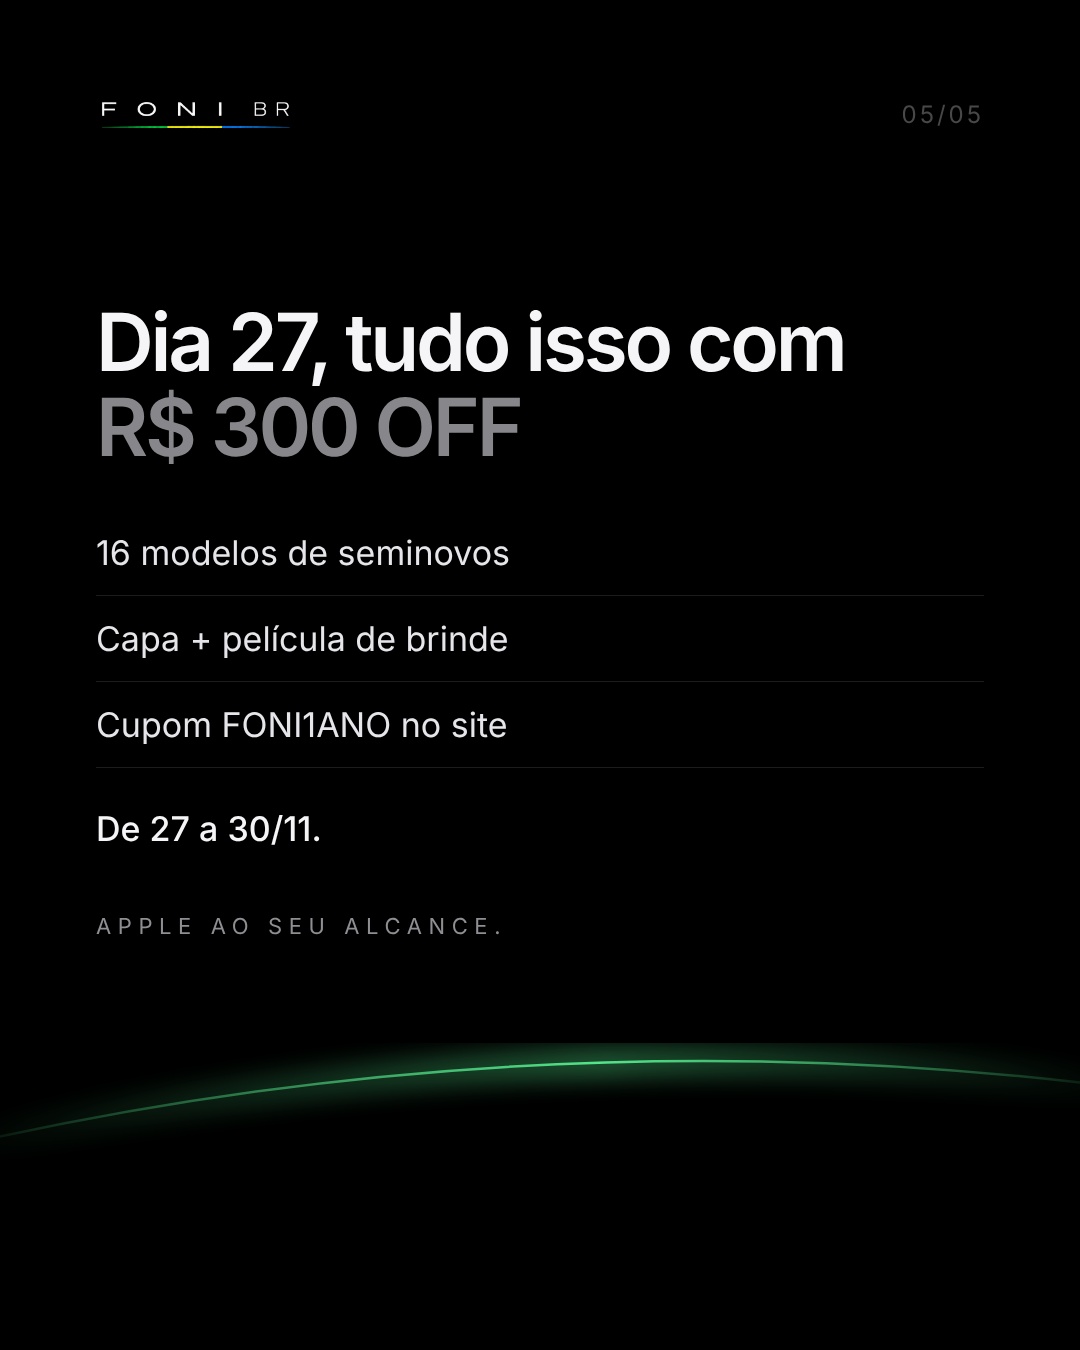 FONI BR
05/05
Dia 27, tudo isso com
R$ 300 OFF
16 modelos de seminovos
Capa + película de brinde
Cupom FONI1ANO no site
De 27 a 30/11.
APPLE AO SEU ALCANCE.